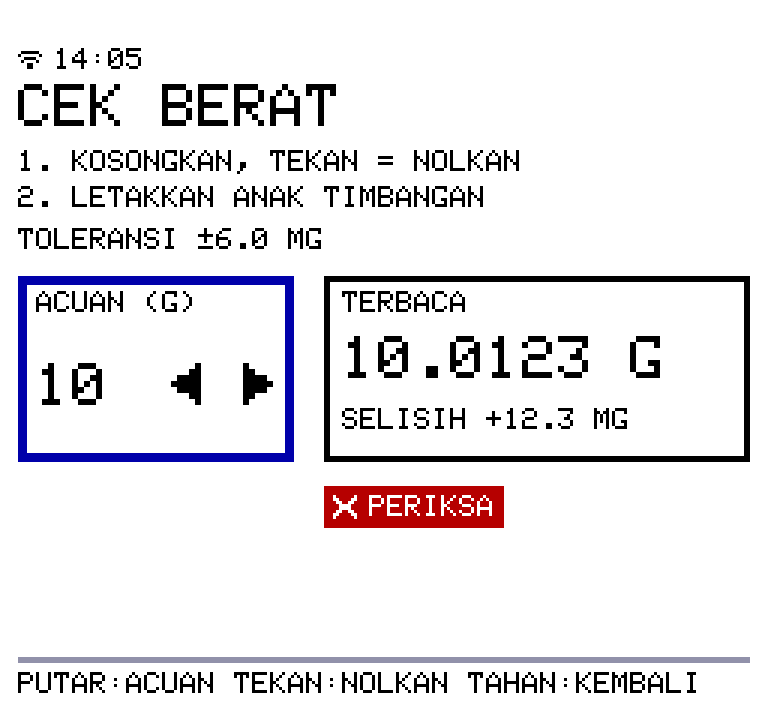 14:05
CEK BERAT
1. KOSONGKAN, TEKAN = NOLKAN
2. LETAKKAN ANAK TIMBANGAN
TOLERANSI ±6.0 MG
ACUAN (G)
10
TERBACA
10.0123 G
SELISIH +12.3 MG
PERIKSA
PUTAR:ACUAN TEKAN:NOLKAN TAHAN:KEMBALI